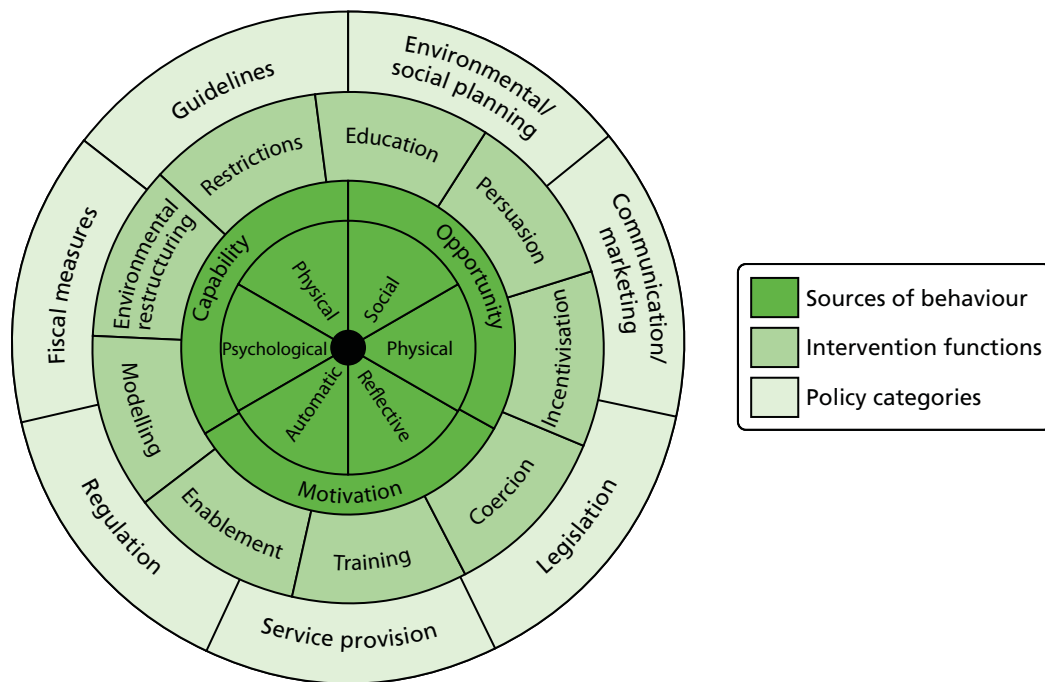 Guidelines
Environmental/
social planning
Communication/
marketing
Legislation
Service provision
Regulation
Fiscal measures
Restrictions
Education
Persuasion
Incentivisation
Coercion
Training
Enablement
Modelling
Environmental
restructuring
Capability
Opportunity
Motivation
Physical
Social
Physical
Reflective
Automatic
Psychological
Sources of behaviour
Intervention functions
Policy categories